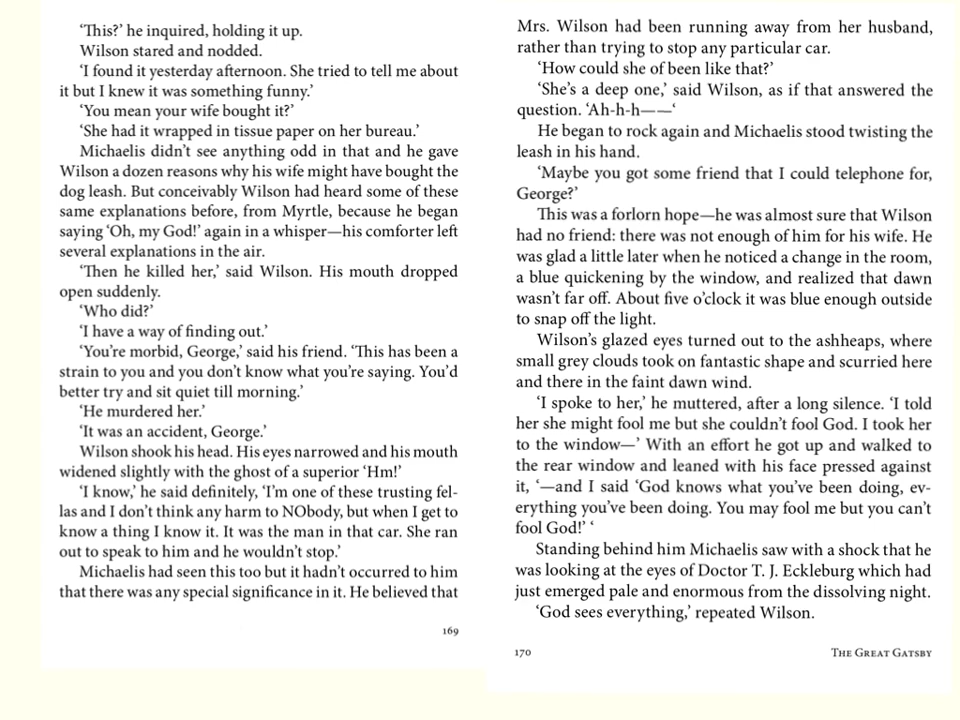 ‘This?’ he inquired, holding it up.
Wilson stared and nodded.
‘I found it yesterday afternoon. She tried to tell me about
it but I knew it was something funny.’
‘You mean your wife bought it?’
‘She had it wrapped in tissue paper on her bureau.’
Michaelis didn’t see anything odd in that and he gave
Wilson a dozen reasons why his wife might have bought the
dog leash. But conceivably Wilson had heard some of these
same explanations before, from Myrtle, because he began
saying ‘Oh, my God!’ again in a whisper—his comforter left
several explanations in the air.
‘Then he killed her,’ said Wilson. His mouth dropped
open suddenly.
‘Who did?’
‘I have a way of finding out.’
‘You’re morbid, George,’ said his friend. ‘This has been a
strain to you and you don’t know what you’re saying. You’d
better try and sit quiet till morning.’
‘He murdered her.’
‘It was an accident, George.’
Wilson shook his head. His eyes narrowed and his mouth
widened slightly with the ghost of a superior ‘Hm!’
‘I know,’ he said definitely, ‘I’m one of these trusting fel-
las and I don’t think any harm to NObody, but when I get to
know a thing I know it. It was the man in that car. She ran
out to speak to him and he wouldn’t stop.’
Michaelis had seen this too but it hadn’t occurred to him
that there was any special significance in it. He believed that
169
Mrs. Wilson had been running away from her husband,
rather than trying to stop any particular car.
‘How could she of been like that?’
‘She’s a deep one,’ said Wilson, as if that answered the
question. ‘Ah-h-h——‘
He began to rock again and Michaelis stood twisting the
leash in his hand.
‘Maybe you got some friend that I could telephone for,
George?’
This was a forlorn hope—he was almost sure that Wilson
had no friend: there was not enough of him for his wife. He
was glad a little later when he noticed a change in the room,
a blue quickening by the window, and realized that dawn
wasn’t far off. About five o’clock it was blue enough outside
to snap off the light.
Wilson’s glazed eyes turned out to the ashheaps, where
small grey clouds took on fantastic shape and scurried here
and there in the faint dawn wind.
‘I spoke to her,’ he muttered, after a long silence. ‘I told
her she might fool me but she couldn’t fool God. I took her
to the window—’ With an effort he got up and walked to
the rear window and leaned with his face pressed against
it, ‘—and I said ‘God knows what you’ve been doing, ev-
erything you’ve been doing. You may fool me but you can’t
fool God!’ ‘
Standing behind him Michaelis saw with a shock that he
was looking at the eyes of Doctor T. J. Eckleburg which had
just emerged pale and enormous from the dissolving night.
‘God sees everything,’ repeated Wilson.
170 The Great Gatsby